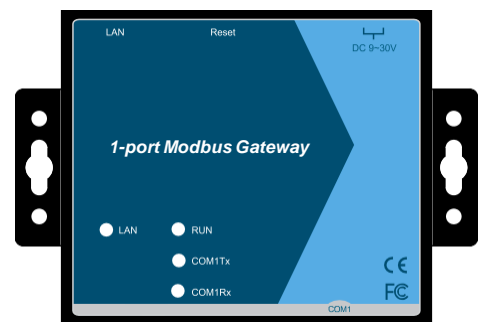 LAN Reset
DC 9~30V
1-port Modbus Gateway
LAN RUN
COM1Tx
COM1Rx
CE
FC
COM1